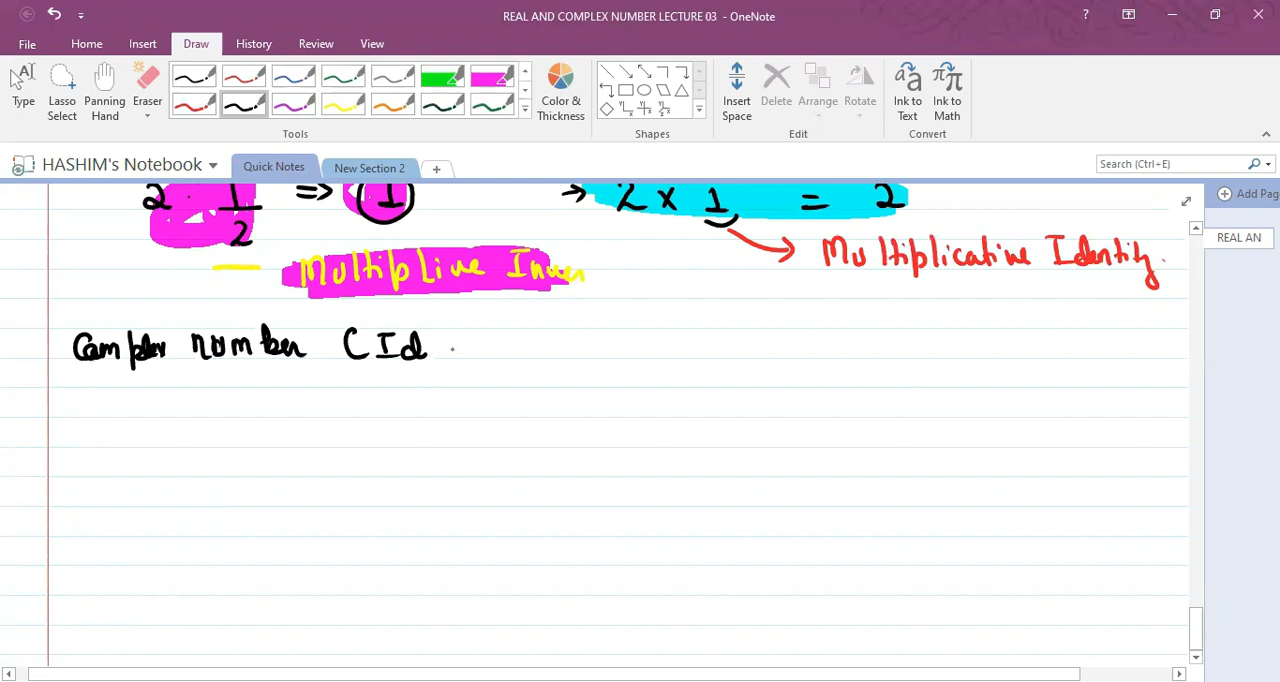 REAL AND COMPLEX NUMBER LECTURE 03 - OneNote
?
File Home Insert Draw History Review View
Type Lasso Select Panning Hand Eraser
Color & Thickness
Insert Space Delete Arrange Rotate
Ink to Text Ink to Math
Tools Shapes Edit Convert
HASHIM's Notebook Quick Notes New Section 2 Search (Ctrl+E)
Add Pag
REAL AN
2 · 1/2 => 1 → 2 × 1 = 2
Multiplicative Identity.
Multiplive Inver
Complex number (Id